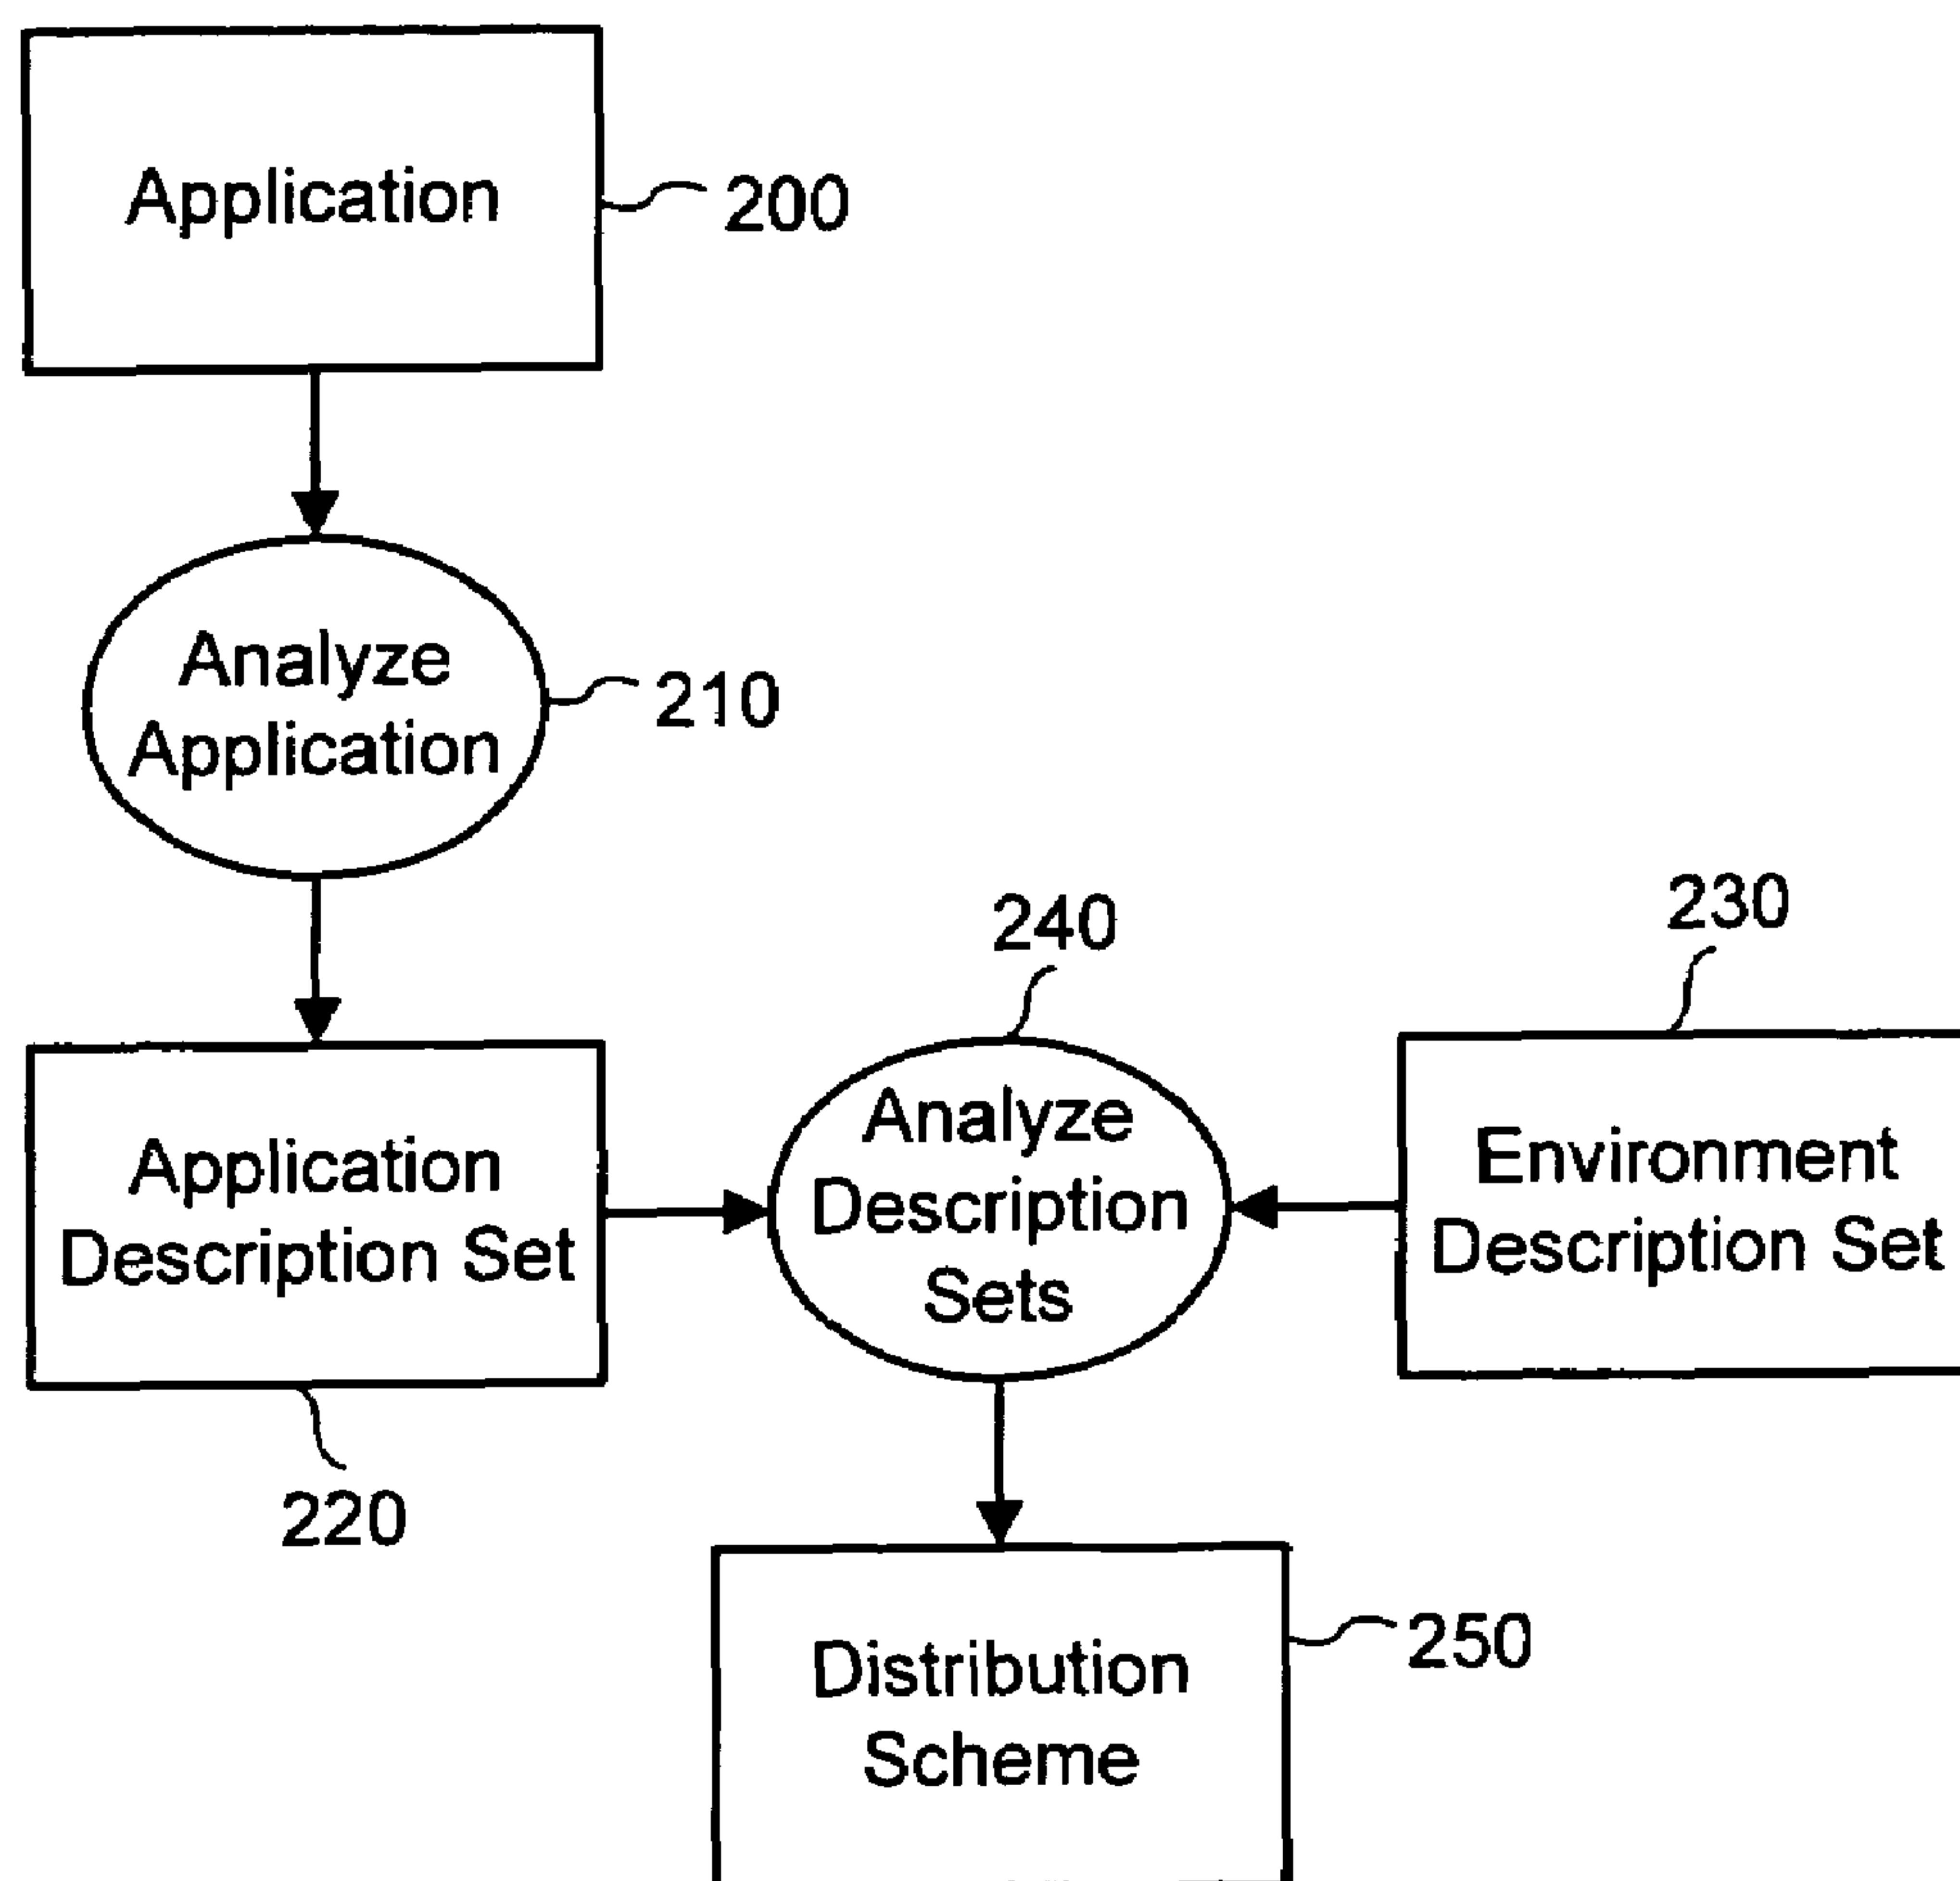 Application
200
Analyze
Application
210
240
230
Application
Description Set
Analyze
Description
Sets
Environment
Description Set
220
Distribution
Scheme
250